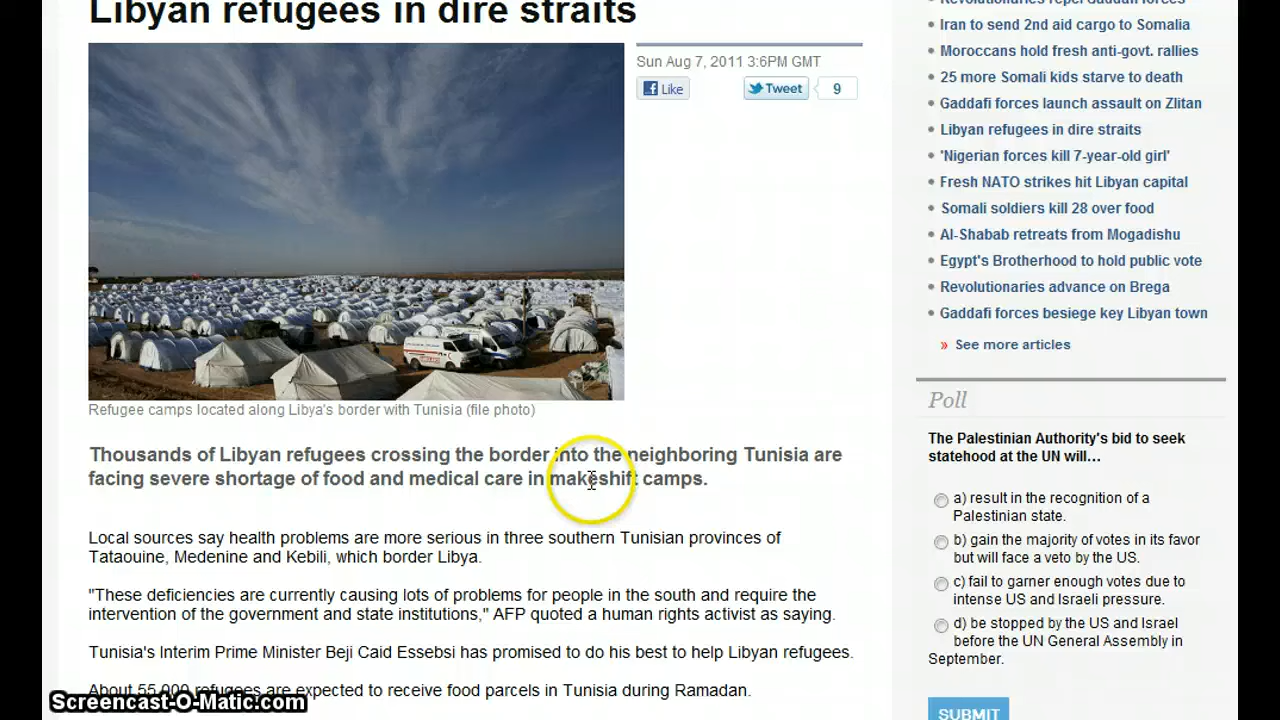 Libyan refugees in dire straits
Sun Aug 7, 2011 3:6PM GMT
Like
Tweet
9
Refugee camps located along Libya's border with Tunisia (file photo)
Thousands of Libyan refugees crossing the border into the neighboring Tunisia are
facing severe shortage of food and medical care in makeshift camps.
Local sources say health problems are more serious in three southern Tunisian provinces of
Tataouine, Medenine and Kebili, which border Libya.
"These deficiencies are currently causing lots of problems for people in the south and require the
intervention of the government and state institutions," AFP quoted a human rights activist as saying.
Tunisia's Interim Prime Minister Beji Caid Essebsi has promised to do his best to help Libyan refugees.
About 55,000 refugees are expected to receive food parcels in Tunisia during Ramadan.
Screencast-O-Matic.com
Revolutionaries repel Gaddafi forces
Iran to send 2nd aid cargo to Somalia
Moroccans hold fresh anti-govt. rallies
25 more Somali kids starve to death
Gaddafi forces launch assault on Zlitan
Libyan refugees in dire straits
'Nigerian forces kill 7-year-old girl'
Fresh NATO strikes hit Libyan capital
Somali soldiers kill 28 over food
Al-Shabab retreats from Mogadishu
Egypt's Brotherhood to hold public vote
Revolutionaries advance on Brega
Gaddafi forces besiege key Libyan town
» See more articles
Poll
The Palestinian Authority's bid to seek
statehood at the UN will...
a) result in the recognition of a
Palestinian state.
b) gain the majority of votes in its favor
but will face a veto by the US.
c) fail to garner enough votes due to
intense US and Israeli pressure.
d) be stopped by the US and Israel
before the UN General Assembly in
September.
SUBMIT